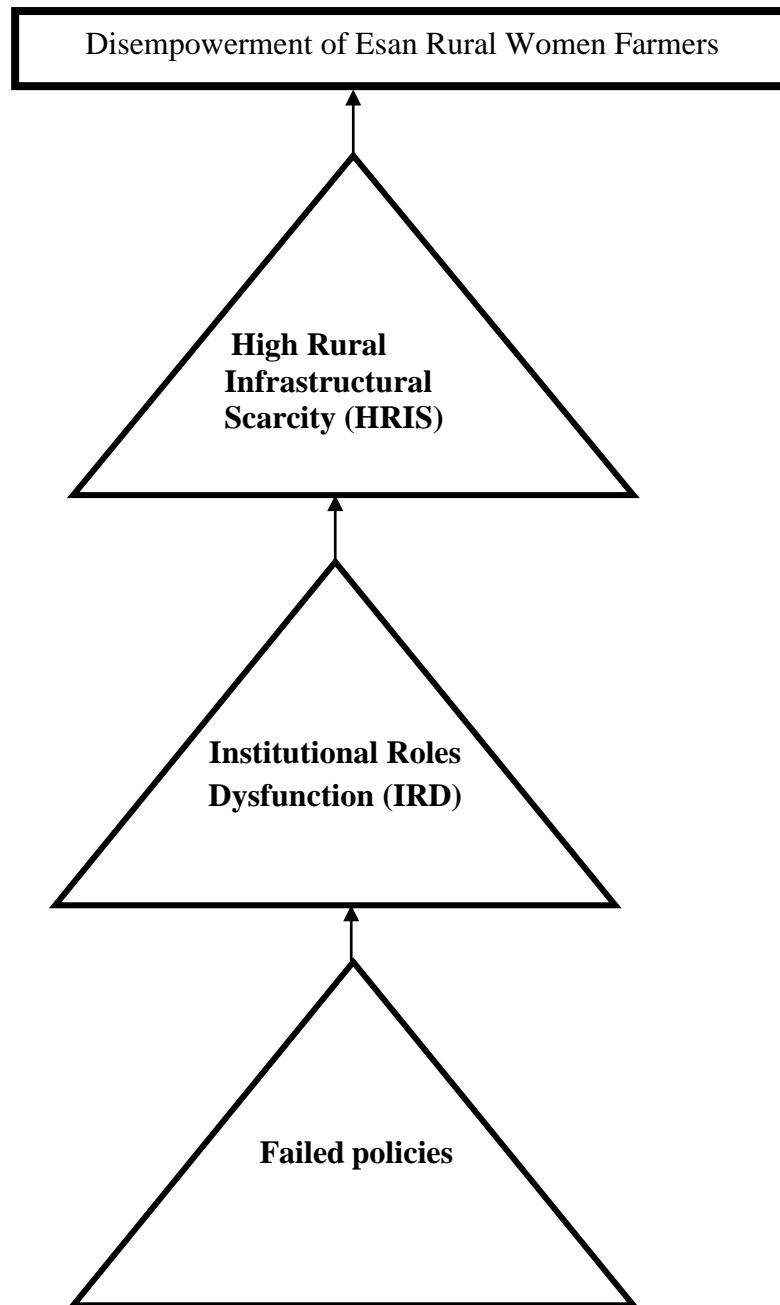 Disempowerment of Esan Rural Women Farmers
High Rural
Infrastructural
Scarcity (HRIS)
Institutional Roles
Dysfunction (IRD)
Failed policies